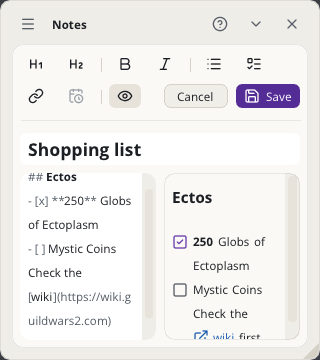 Notes
H1 H2 B I
Cancel Save
Shopping list
## Ectos
- [x] **250** Globs
of Ectoplasm
- [ ] Mystic Coins
Check the
[wiki](https://wiki.g
uildwars2.com)
Ectos
250 Globs of
Ectoplasm
Mystic Coins
Check the
wiki first